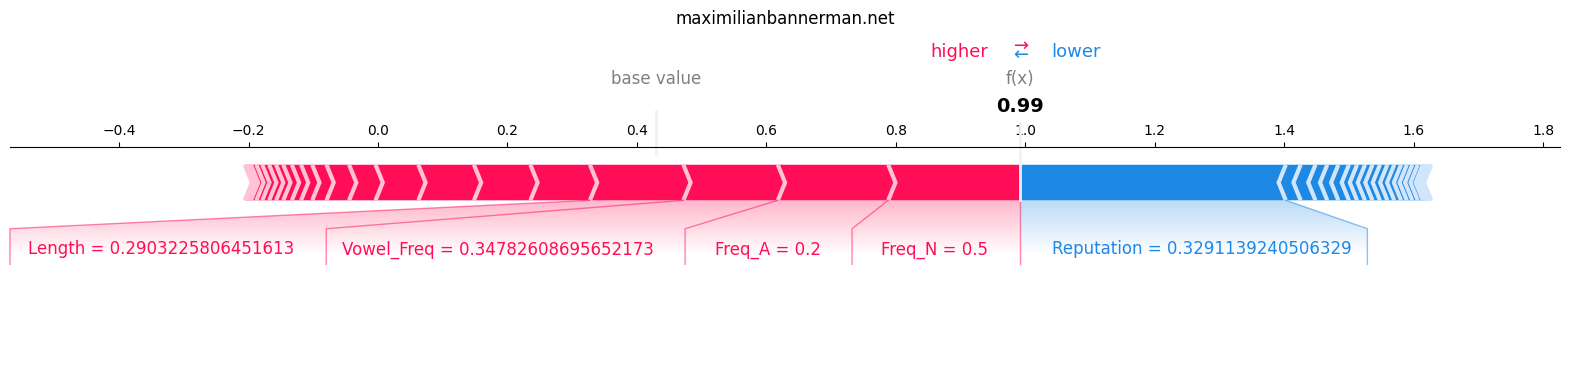 maximilianbannerman.net
higher ⇄ lower
base value f(x)
0.99
−0.4 −0.2 0.0 0.2 0.4 0.6 0.8 1.0 1.2 1.4 1.6 1.8
Length = 0.2903225806451613 Vowel_Freq = 0.34782608695652173 Freq_A = 0.2 Freq_N = 0.5 Reputation = 0.3291139240506329